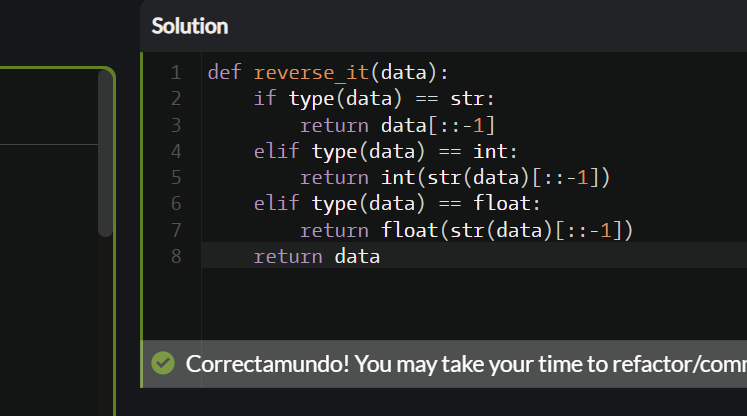 Solution
1 def reverse_it(data):
2     if type(data) == str:
3         return data[::-1]
4     elif type(data) == int:
5         return int(str(data)[::-1])
6     elif type(data) == float:
7         return float(str(data)[::-1])
8     return data
Correctamundo! You may take your time to refactor/comm